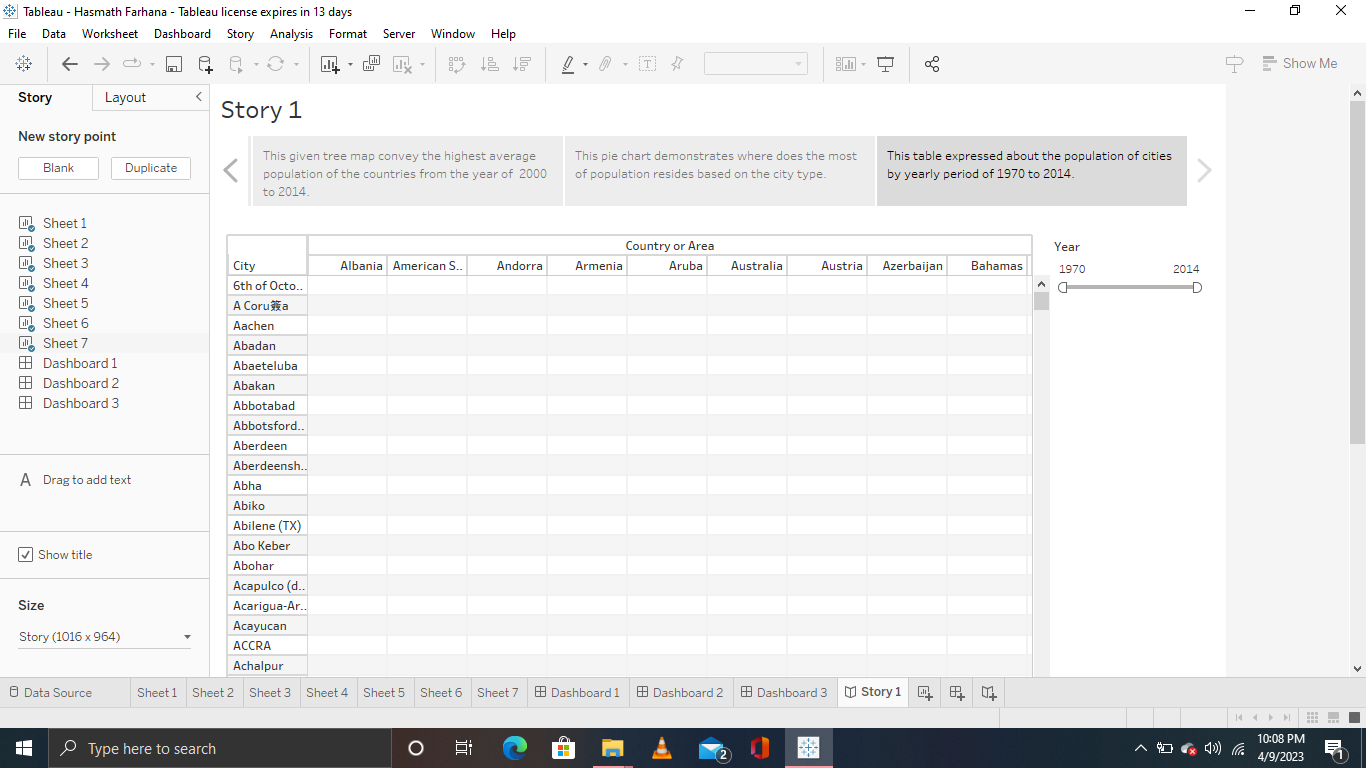 Tableau - Hasmath Farhana - Tableau license expires in 13 days
File Data Worksheet Dashboard Story Analysis Format Server Window Help
Show Me
Story Layout
New story point
Blank Duplicate
Sheet 1
Sheet 2
Sheet 3
Sheet 4
Sheet 5
Sheet 6
Sheet 7
Dashboard 1
Dashboard 2
Dashboard 3
A Drag to add text
Show title
Size
Story (1016 x 964)
Story 1
This given tree map convey the highest average
population of the countries from the year of 2000
to 2014.
This pie chart demonstrates where does the most
of population resides based on the city type.
This table expressed about the population of cities
by yearly period of 1970 to 2014.
Country or Area
City Albania American S.. Andorra Armenia Aruba Australia Austria Azerbaijan Bahamas
6th of Octo..
A Coru簽a
Aachen
Abadan
Abaeteluba
Abakan
Abbotabad
Abbotsford..
Aberdeen
Aberdeensh..
Abha
Abiko
Abilene (TX)
Abo Keber
Abohar
Acapulco (d..
Acarigua-Ar..
Acayucan
ACCRA
Achalpur
Year
1970 2014
Data Source Sheet 1 Sheet 2 Sheet 3 Sheet 4 Sheet 5 Sheet 6 Sheet 7 Dashboard 1 Dashboard 2 Dashboard 3 Story 1
Type here to search
2
10:08 PM
4/9/2023
1